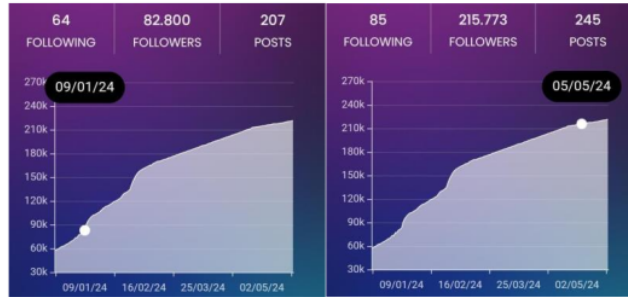 64 82.800 207
FOLLOWING FOLLOWERS POSTS
270k
09/01/24
240k
210k
180k
150k
120k
90k
60k
30k
09/01/24 16/02/24 25/03/24 02/05/24
85 215.773 245
FOLLOWING FOLLOWERS POSTS
270k
05/05/24
240k
210k
180k
150k
120k
90k
60k
30k
09/01/24 16/02/24 25/03/24 02/05/24